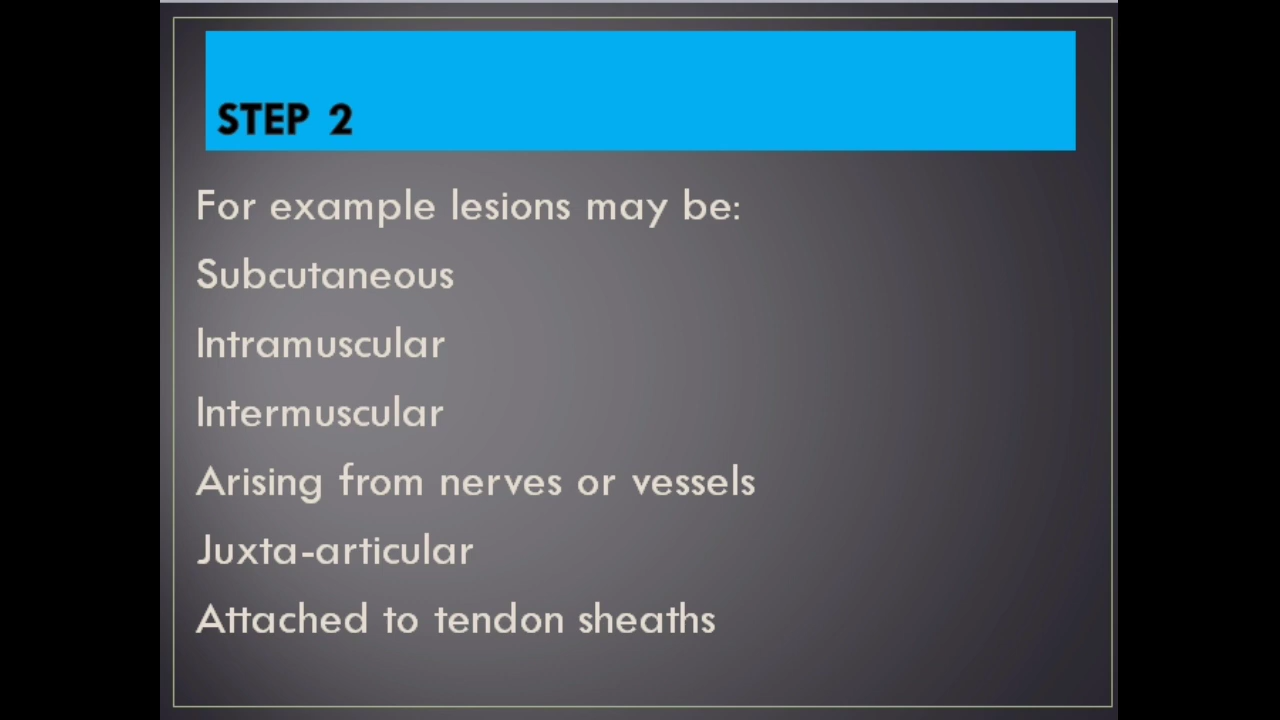 STEP 2
For example lesions may be:
Subcutaneous
Intramuscular
Intermuscular
Arising from nerves or vessels
Juxta-articular
Attached to tendon sheaths